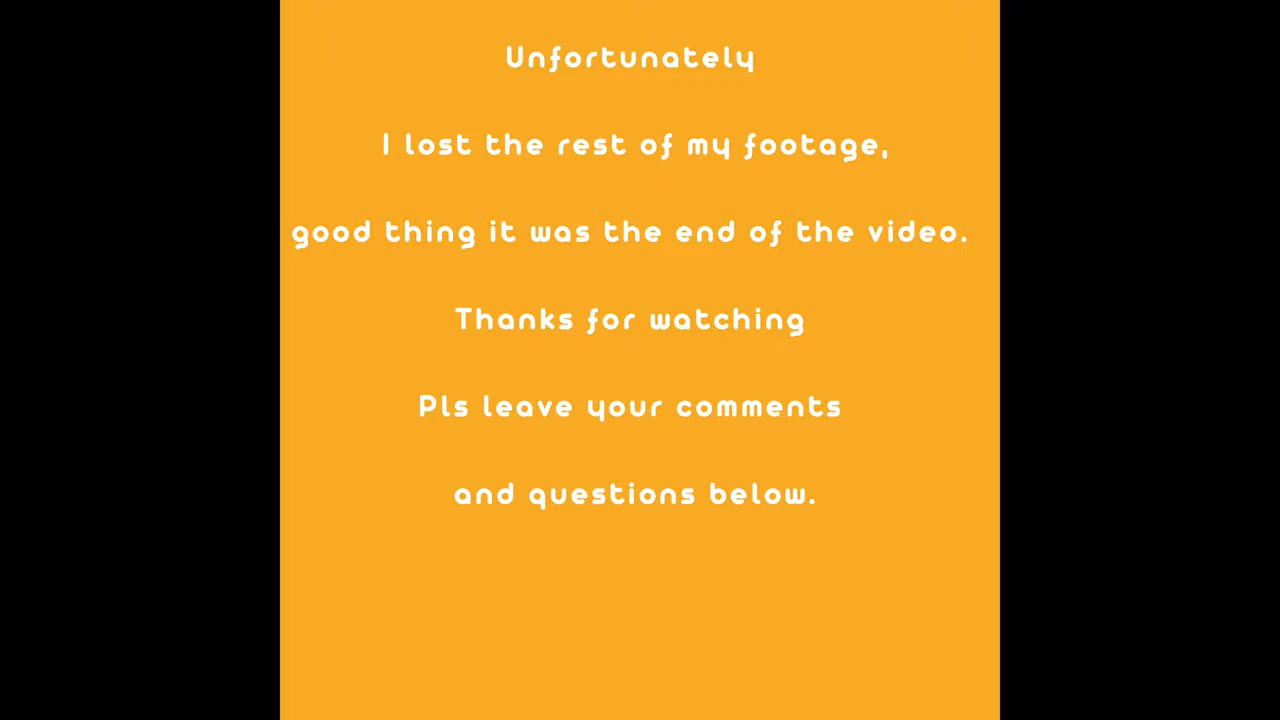 Unfortunately
I lost the rest of my footage,
good thing it was the end of the video.
Thanks for watching
Pls leave your comments
and questions below.